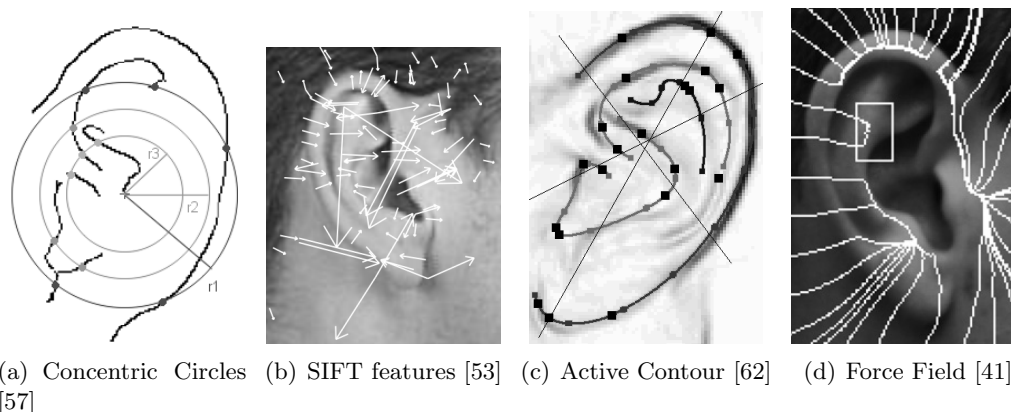 r3
r2
r1
(a) Concentric Circles [57]
(b) SIFT features [53]
(c) Active Contour [62]
(d) Force Field [41]